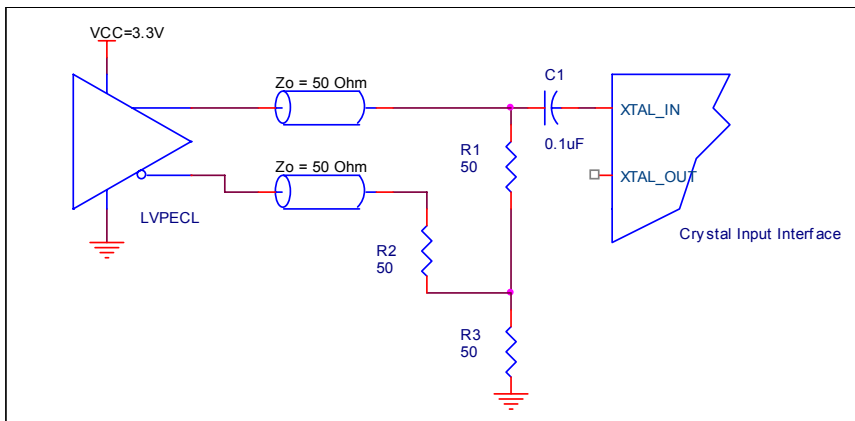 VCC=3.3V
Zo = 50 Ohm
C1
0.1uF
XTAL_IN
R1
50
Zo = 50 Ohm
XTAL_OUT
LVPECL
R2
50
Crystal Input Interface
R3
50